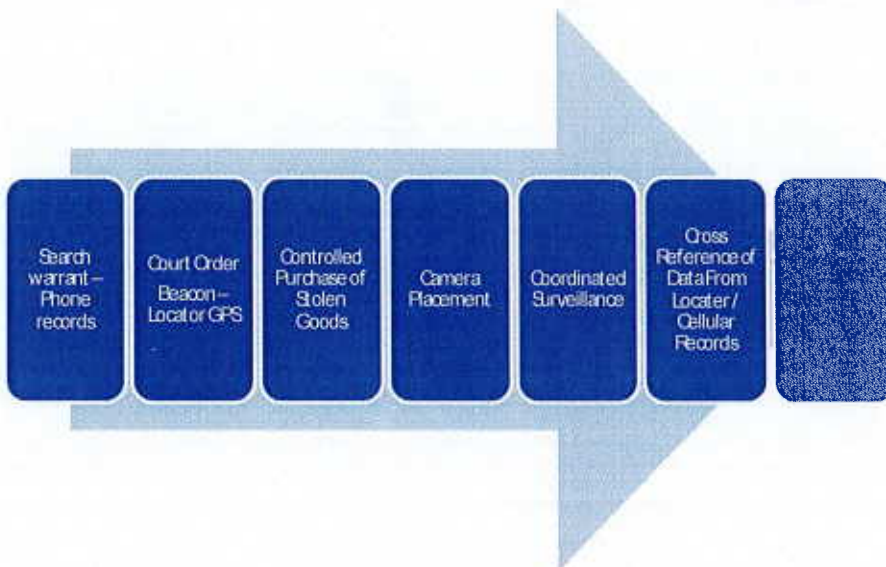 Search
warrant –
Phone
records
Court Order
Beacon –
Locator GPS
Controlled
Purchase of
Stolen
Goods
Camera
Placement
Coordinated
Surveillance
Cross
Reference of
Data From
Locater /
Cellular
Records